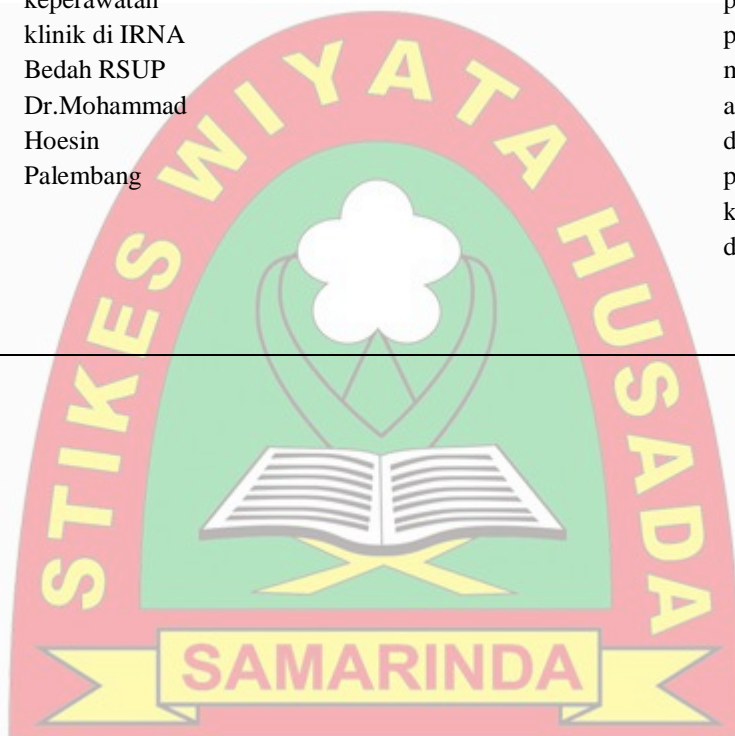 keperawatan
klinik di IRNA
Bedah RSUP
Dr.Mohammad
Hoesin
Palembang
STIKES WIYATA HUSADA
SAMARINDA